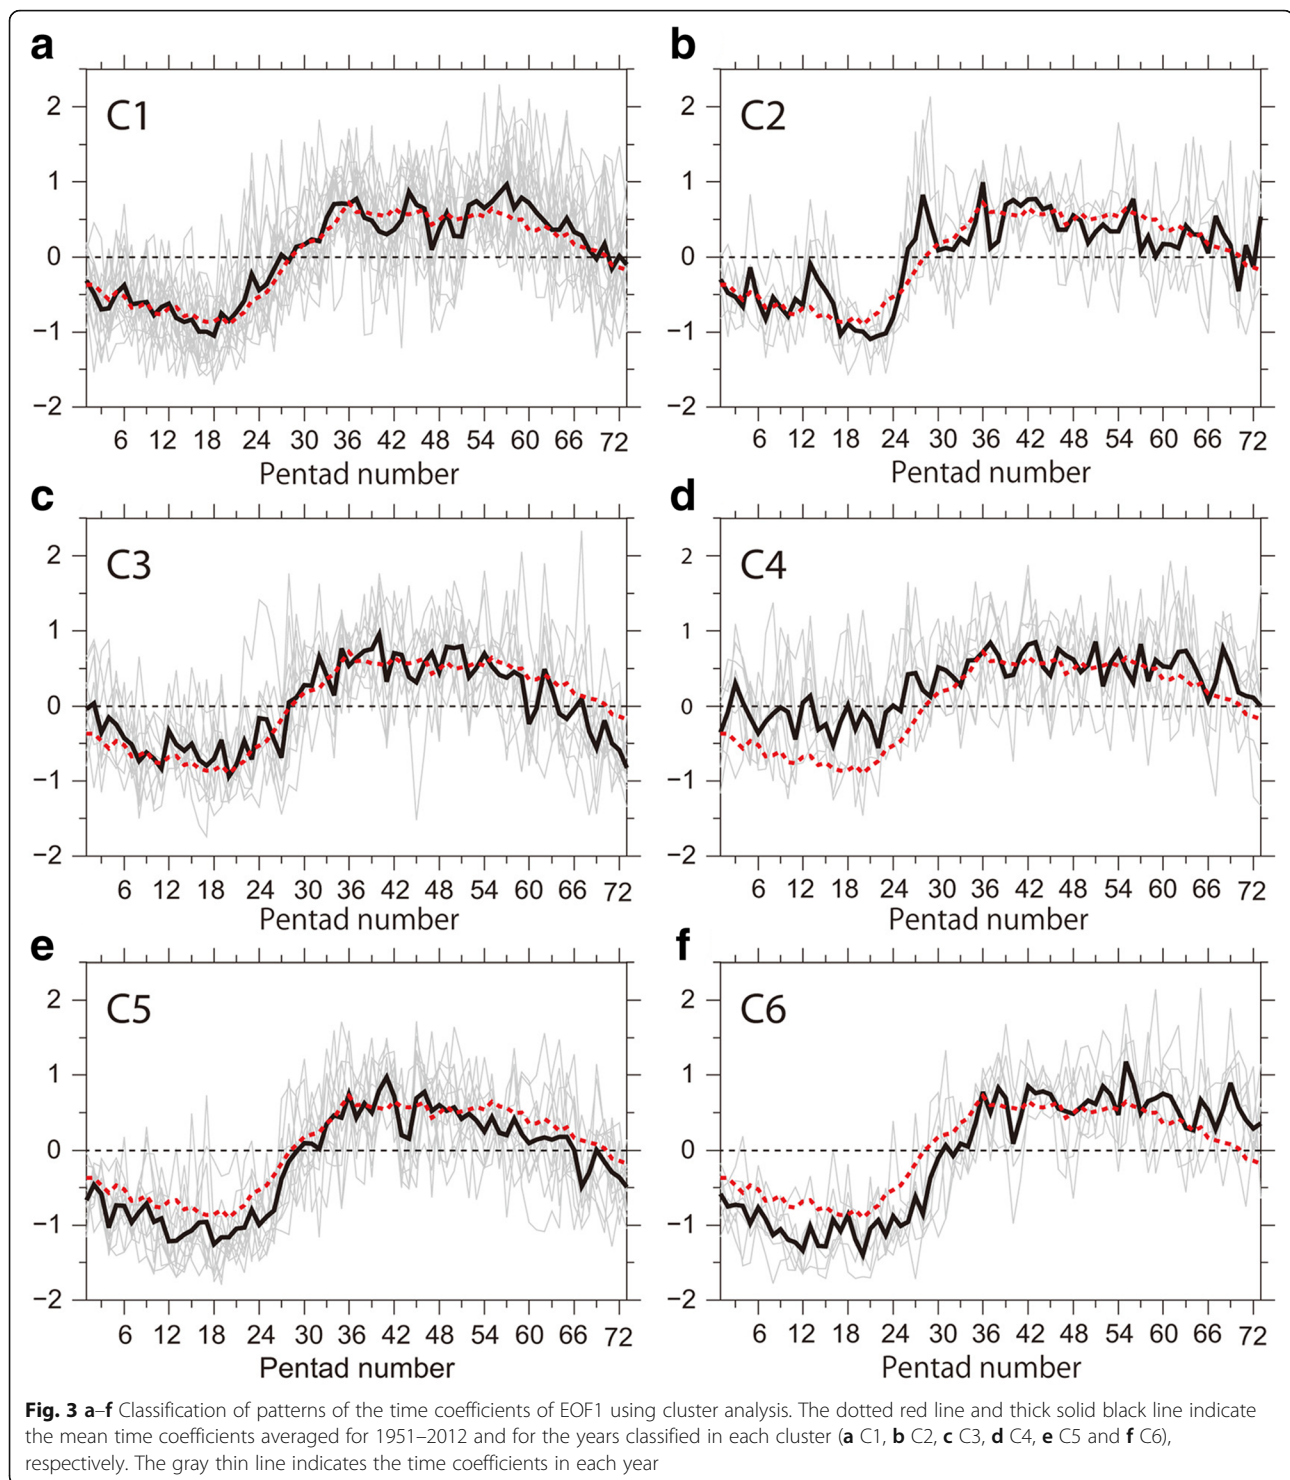 a
C1
2
1
0
−1
−2
6 12 18 24 30 36 42 48 54 60 66 72
Pentad number
b
C2
2
1
0
−1
−2
6 12 18 24 30 36 42 48 54 60 66 72
Pentad number
c
C3
2
1
0
−1
−2
6 12 18 24 30 36 42 48 54 60 66 72
Pentad number
d
C4
2
1
0
−1
−2
6 12 18 24 30 36 42 48 54 60 66 72
Pentad number
e
C5
2
1
0
−1
−2
6 12 18 24 30 36 42 48 54 60 66 72
Pentad number
f
C6
2
1
0
−1
−2
6 12 18 24 30 36 42 48 54 60 66 72
Pentad number
Fig. 3 a–f Classification of patterns of the time coefficients of EOF1 using cluster analysis. The dotted red line and thick solid black line indicate
the mean time coefficients averaged for 1951–2012 and for the years classified in each cluster (a C1, b C2, c C3, d C4, e C5 and f C6),
respectively. The gray thin line indicates the time coefficients in each year